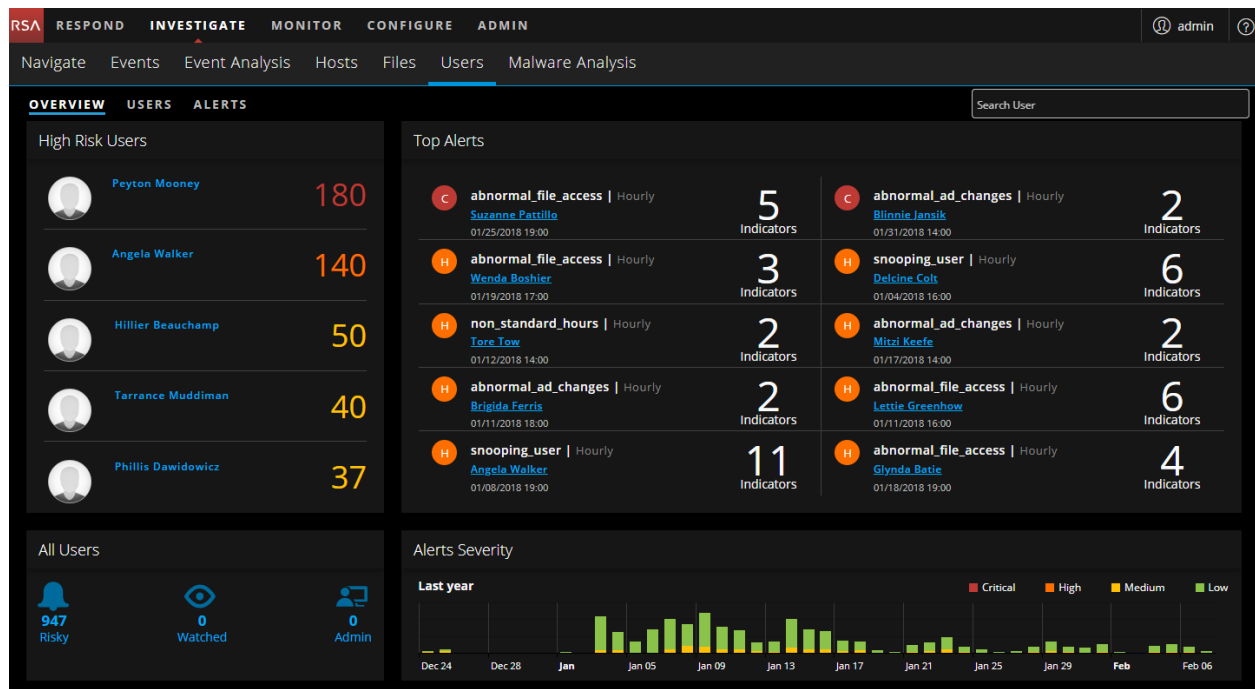 RSA RESPOND INVESTIGATE MONITOR CONFIGURE ADMIN admin ?
Navigate Events Event Analysis Hosts Files Users Malware Analysis
OVERVIEW USERS ALERTS Search User
High Risk Users
Peyton Mooney 180
Angela Walker 140
Hillier Beauchamp 50
Tarrance Muddiman 40
Phillis Dawidowicz 37
Top Alerts
C abnormal_file_access | Hourly
Suzanne Pattillo
01/25/2018 19:00
5
Indicators
C abnormal_ad_changes | Hourly
Blinnie Jansik
01/31/2018 14:00
2
Indicators
H abnormal_file_access | Hourly
Wenda Boshier
01/19/2018 17:00
3
Indicators
H snooping_user | Hourly
Delcine Colt
01/04/2018 16:00
6
Indicators
H non_standard_hours | Hourly
Tore Tow
01/12/2018 14:00
2
Indicators
H abnormal_ad_changes | Hourly
Mitzi Keefe
01/17/2018 14:00
2
Indicators
H abnormal_ad_changes | Hourly
Brigida Ferris
01/11/2018 18:00
2
Indicators
H abnormal_file_access | Hourly
Lettie Greenhow
01/11/2018 16:00
6
Indicators
H snooping_user | Hourly
Angela Walker
01/08/2018 19:00
11
Indicators
H abnormal_file_access | Hourly
Glynda Batie
01/18/2018 19:00
4
Indicators
All Users
947 0 0
Risky Watched Admin
Alerts Severity
Last year Critical High Medium Low
Dec 24 Dec 28 Jan Jan 05 Jan 09 Jan 13 Jan 17 Jan 21 Jan 25 Jan 29 Feb Feb 06